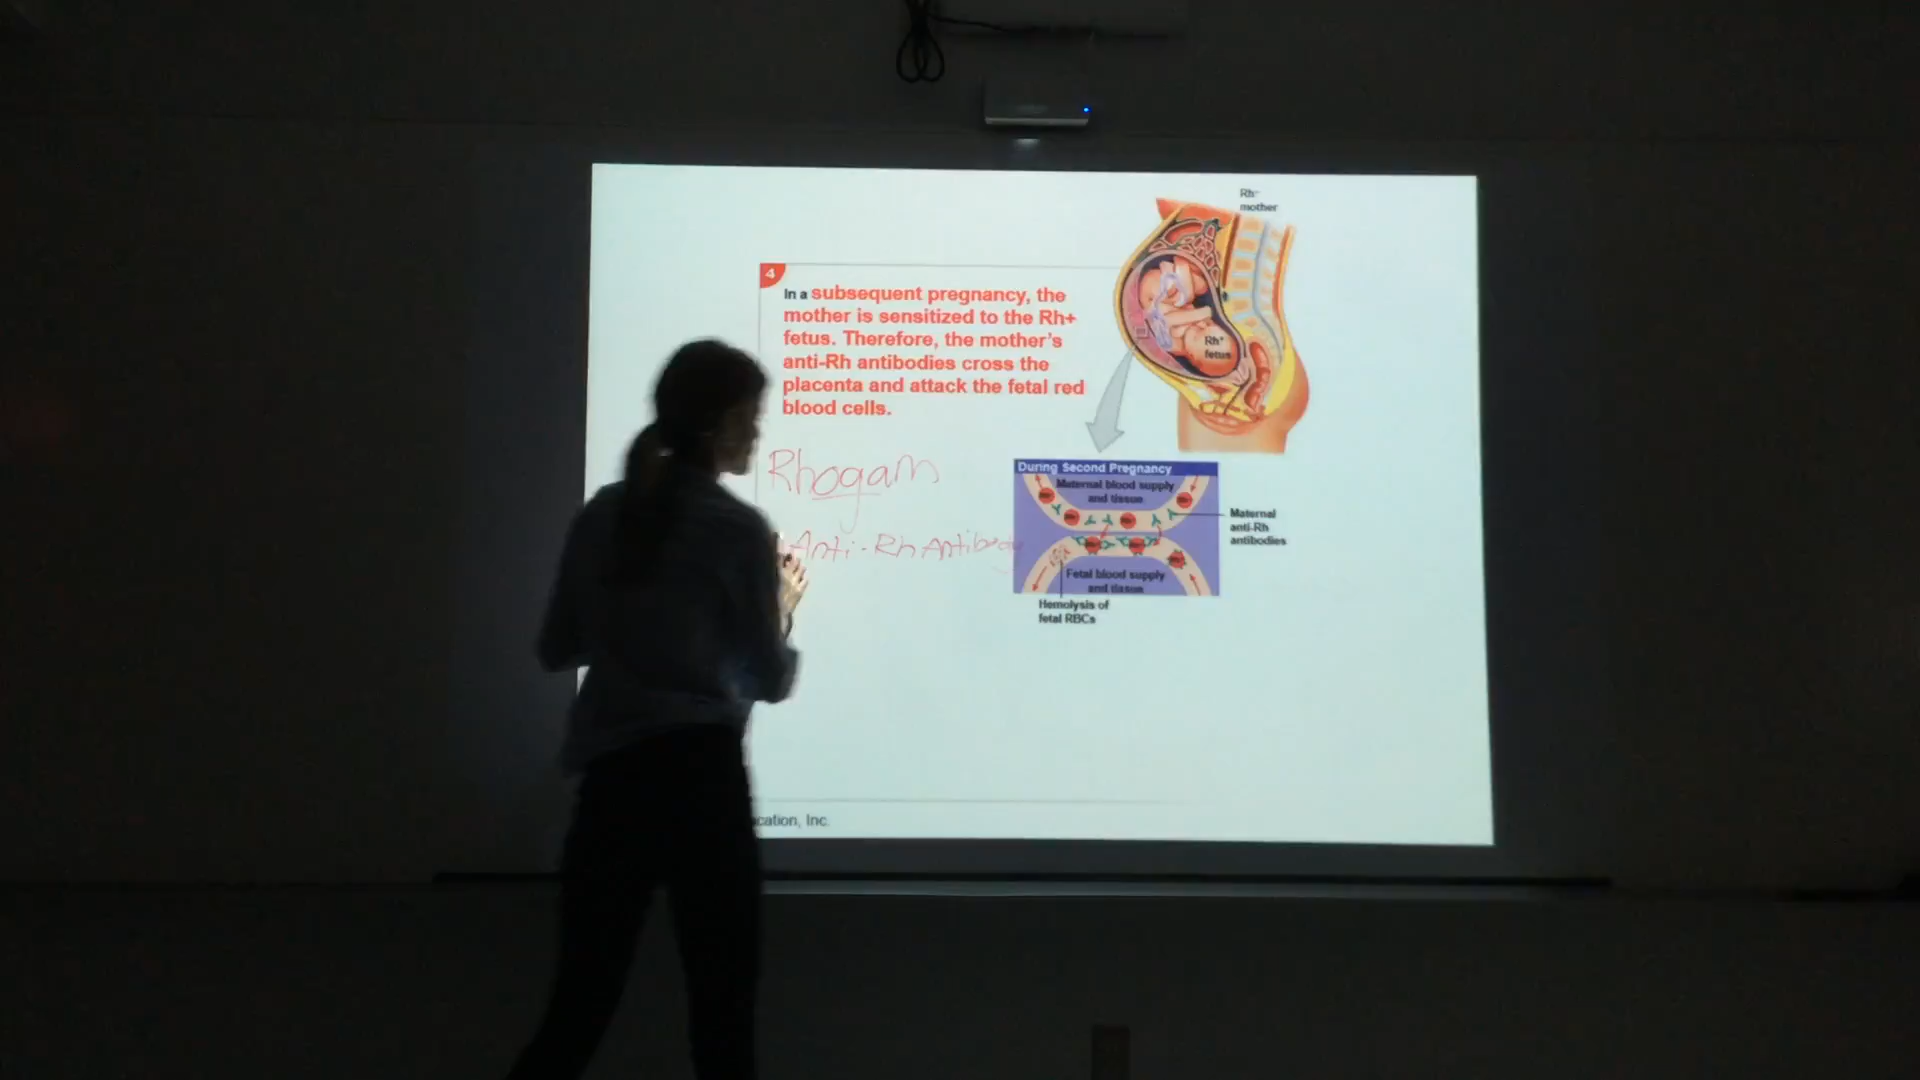 Rh-
mother
4
In a subsequent pregnancy, the
mother is sensitized to the Rh+
fetus. Therefore, the mother's
anti-Rh antibodies cross the
placenta and attack the fetal red
blood cells.
Rh+
fetus
Rhogam
Anti-Rh Antibody
During Second Pregnancy
Maternal blood supply
and tissue
Maternal
anti-Rh
antibodies
Fetal blood supply
and tissue
Hemolysis of
fetal RBCs
cation, Inc.